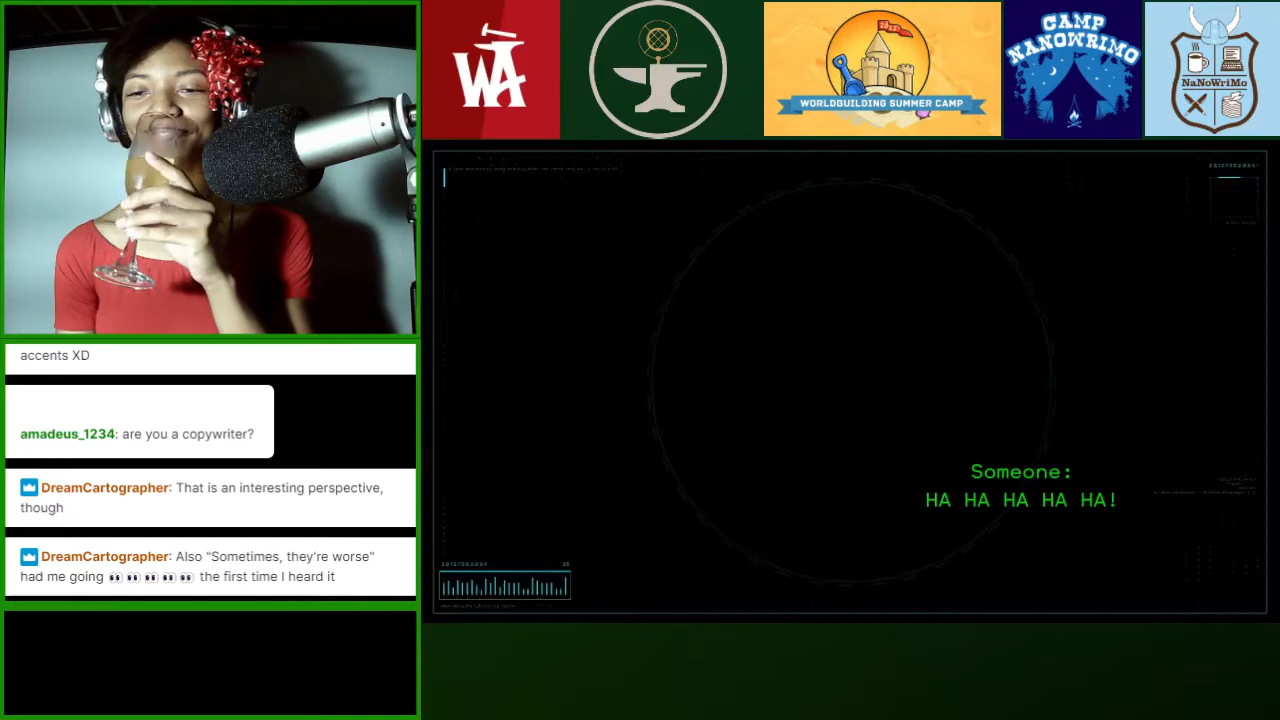 WA
2022
WORLDBUILDING SUMMER CAMP
CAMP
NANOWRIMO
NaNoWriMo
accents XD
amadeus_1234: are you a copywriter?
DreamCartographer: That is an interesting perspective,
though
DreamCartographer: Also "Sometimes, they're worse"
had me going 👀 👀 👀 👀 👀 the first time I heard it
Someone:
HA HA HA HA HA!